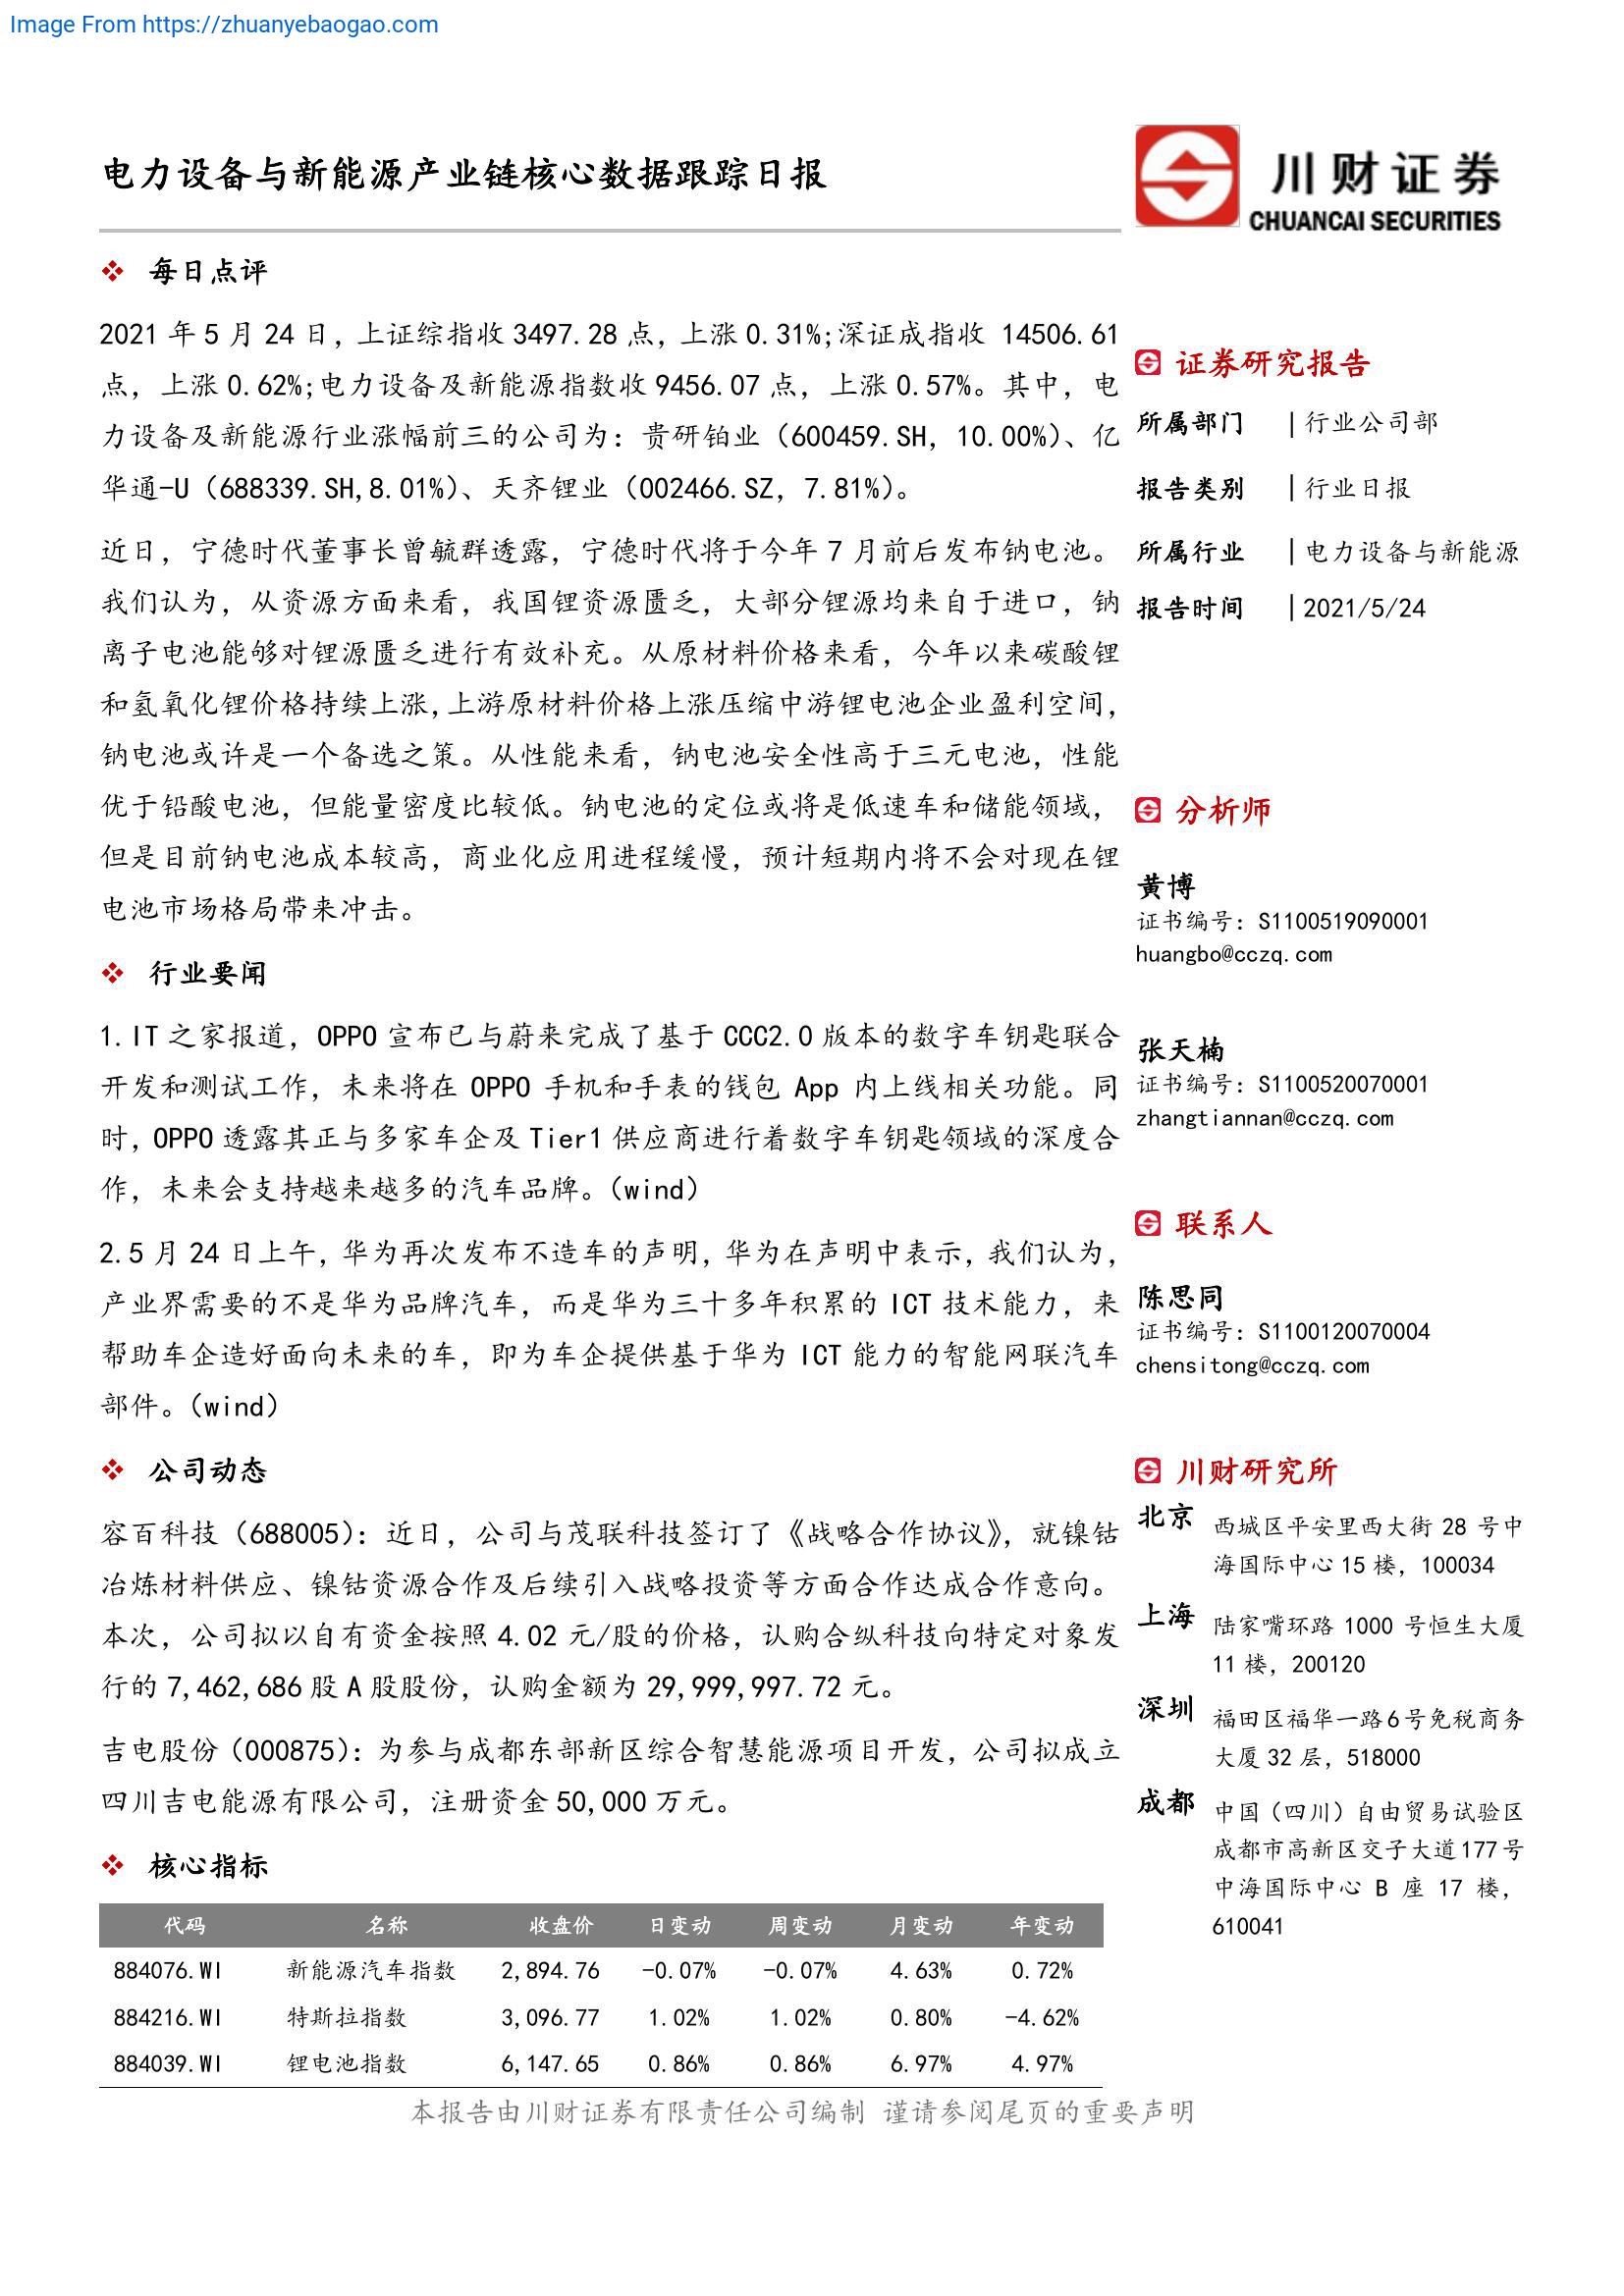 Image From https://zhuanyebaogao.com
电力设备与新能源产业链核心数据跟踪日报
川财证券
CHUANCAI SECURITIES
❖ 每日点评
2021 年 5 月 24 日，上证综指收 3497.28 点，上涨 0.31%;深证成指收 14506.61
点，上涨 0.62%;电力设备及新能源指数收 9456.07 点，上涨 0.57%。其中，电
力设备及新能源行业涨幅前三的公司为：贵研铂业（600459.SH，10.00%）、亿
华通-U（688339.SH,8.01%）、天齐锂业（002466.SZ，7.81%）。
近日，宁德时代董事长曾毓群透露，宁德时代将于今年 7 月前后发布钠电池。
我们认为，从资源方面来看，我国锂资源匮乏，大部分锂源均来自于进口，钠
离子电池能够对锂源匮乏进行有效补充。从原材料价格来看，今年以来碳酸锂
和氢氧化锂价格持续上涨，上游原材料价格上涨压缩中游锂电池企业盈利空间，
钠电池或许是一个备选之策。从性能来看，钠电池安全性高于三元电池，性能
优于铅酸电池，但能量密度比较低。钠电池的定位或将是低速车和储能领域，
但是目前钠电池成本较高，商业化应用进程缓慢，预计短期内将不会对现在锂
电池市场格局带来冲击。
❖ 行业要闻
1.IT 之家报道，OPPO 宣布已与蔚来完成了基于 CCC2.0 版本的数字车钥匙联合
开发和测试工作，未来将在 OPPO 手机和手表的钱包 App 内上线相关功能。同
时，OPPO 透露其正与多家车企及 Tier1 供应商进行着数字车钥匙领域的深度合
作，未来会支持越来越多的汽车品牌。（wind）
2.5 月 24 日上午，华为再次发布不造车的声明，华为在声明中表示，我们认为，
产业界需要的不是华为品牌汽车，而是华为三十多年积累的 ICT 技术能力，来
帮助车企造好面向未来的车，即为车企提供基于华为 ICT 能力的智能网联汽车
部件。（wind）
❖ 公司动态
容百科技（688005）：近日，公司与茂联科技签订了《战略合作协议》，就镍钴
冶炼材料供应、镍钴资源合作及后续引入战略投资等方面合作达成合作意向。
本次，公司拟以自有资金按照 4.02 元/股的价格，认购合纵科技向特定对象发
行的 7,462,686 股 A 股股份，认购金额为 29,999,997.72 元。
吉电股份（000875）：为参与成都东部新区综合智慧能源项目开发，公司拟成立
四川吉电能源有限公司，注册资金 50,000 万元。
❖ 核心指标
代码 名称 收盘价 日变动 周变动 月变动 年变动
884076.WI 新能源汽车指数 2,894.76 -0.07% -0.07% 4.63% 0.72%
884216.WI 特斯拉指数 3,096.77 1.02% 1.02% 0.80% -4.62%
884039.WI 锂电池指数 6,147.65 0.86% 0.86% 6.97% 4.97%
证券研究报告
所属部门 | 行业公司部
报告类别 | 行业日报
所属行业 | 电力设备与新能源
报告时间 | 2021/5/24
分析师
黄博
证书编号：S1100519090001
huangbo@cczq.com
张天楠
证书编号：S1100520070001
zhangtiannan@cczq.com
联系人
陈思同
证书编号：S1100120070004
chensitong@cczq.com
川财研究所
北京 西城区平安里西大街 28 号中
海国际中心 15 楼，100034
上海 陆家嘴环路 1000 号恒生大厦
11 楼，200120
深圳 福田区福华一路 6 号免税商务
大厦 32 层，518000
成都 中国（四川）自由贸易试验区
成都市高新区交子大道 177 号
中海国际中心 B 座 17 楼，
610041
本报告由川财证券有限责任公司编制 谨请参阅尾页的重要声明